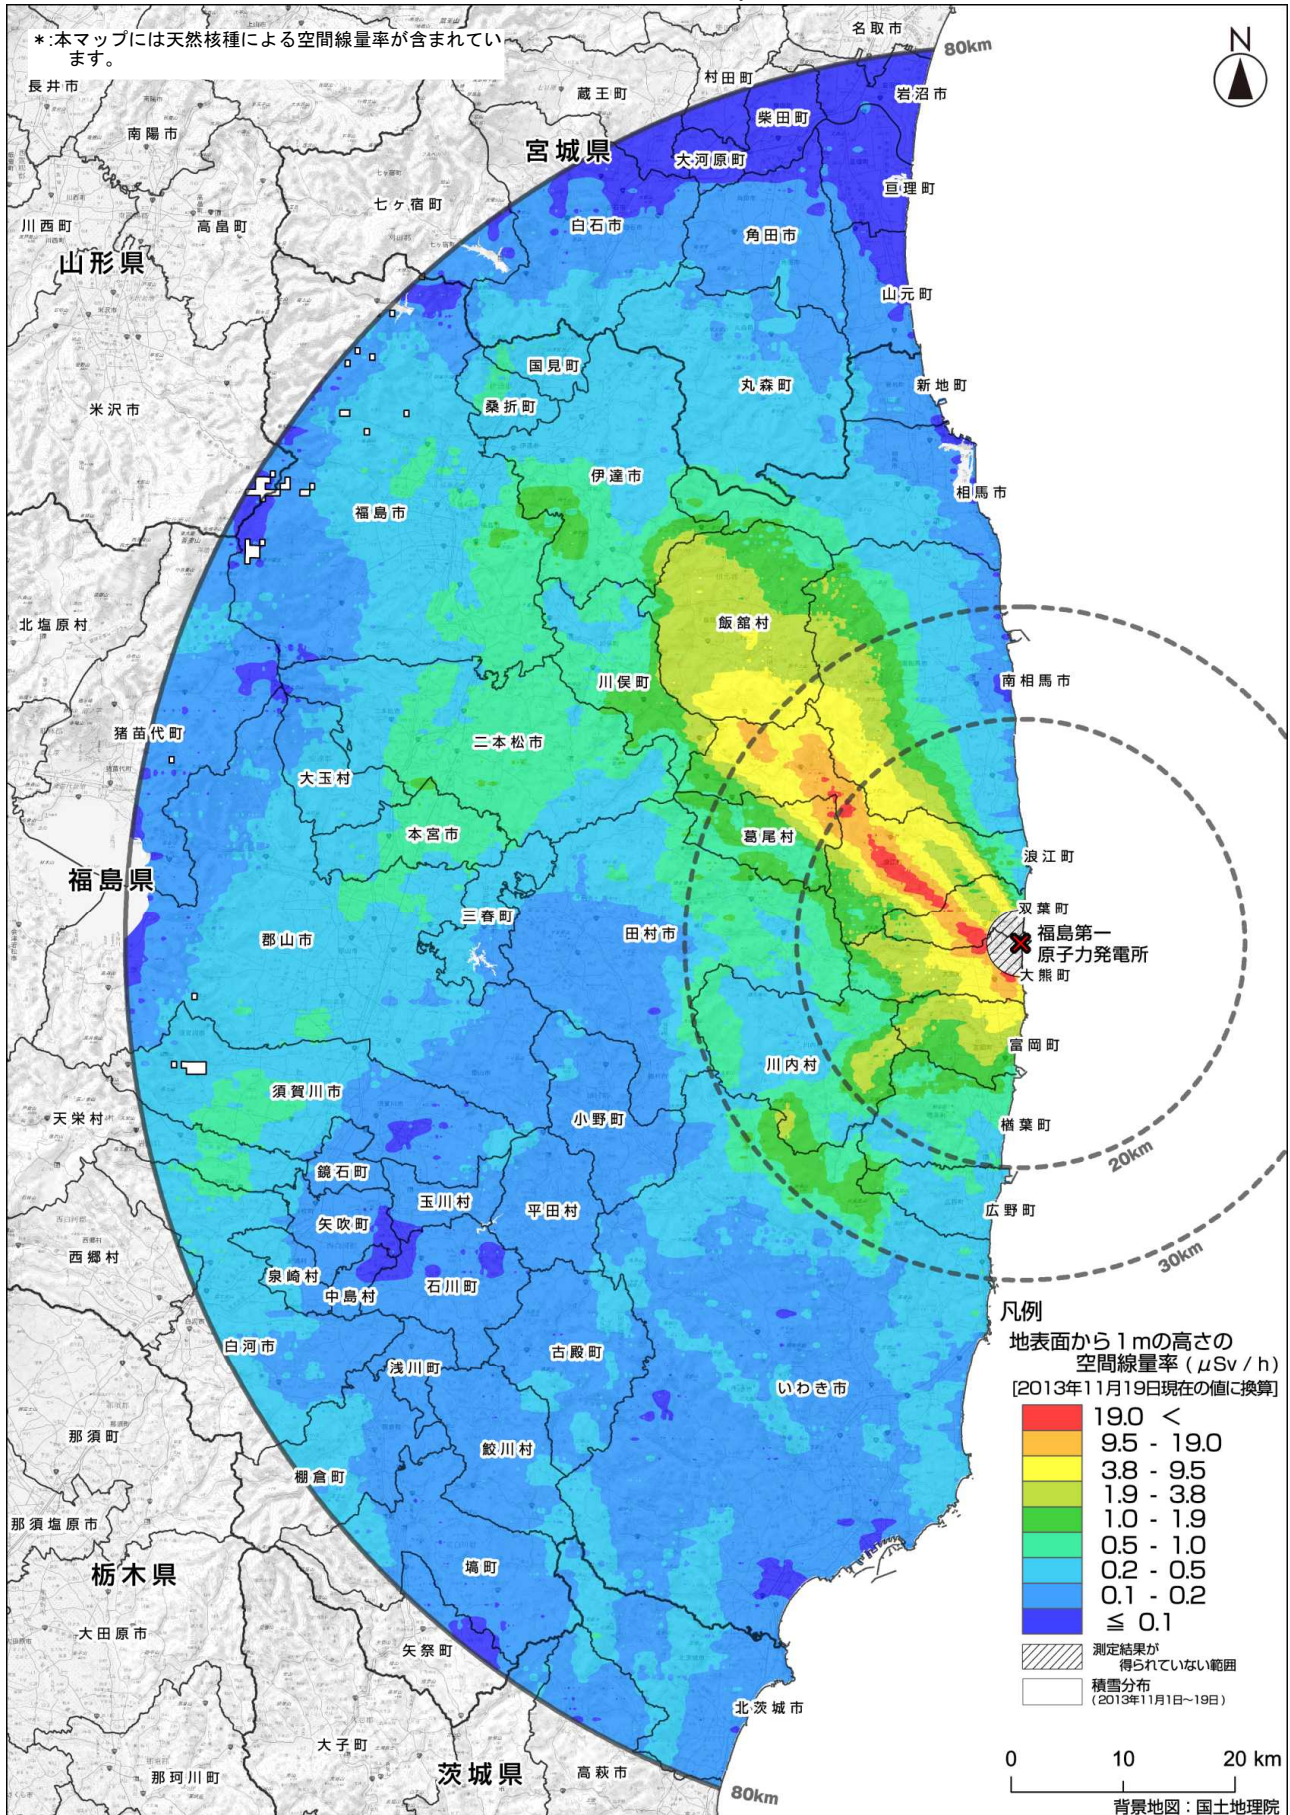 *:本マップには天然核種による空間線量率が含まれてい
ます。
N
80km
名取市
村田町
岩沼市
蔵王町
柴田町
長井市
南陽市
宮城県
大河原町
亘理町
七ヶ宿町
川西町
高畠町
白石市
角田市
山形県
山元町
国見町
丸森町
新地町
米沢市
桑折町
伊達市
相馬市
福島市
北塩原村
飯舘村
川俣町
南相馬市
猪苗代町
二本松市
大玉村
本宮市
葛尾村
浪江町
福島県
三春町
双葉町
郡山市
田村市
福島第一
原子力発電所
大熊町
富岡町
川内村
須賀川市
天栄村
小野町
楢葉町
20km
鏡石町
玉川村
平田村
広野町
矢吹町
西郷村
30km
泉崎村
石川町
中島村
白河市
古殿町
浅川町
いわき市
那須町
鮫川村
棚倉町
那須塩原市
塙町
栃木県
大田原市
矢祭町
北茨城市
大子町
那珂川町
茨城県
高萩市
80km
凡例
地表面から1mの高さの
空間線量率(μSv/h)
[2013年11月19日現在の値に換算]
19.0 <
9.5 - 19.0
3.8 - 9.5
1.9 - 3.8
1.0 - 1.9
0.5 - 1.0
0.2 - 0.5
0.1 - 0.2
≦ 0.1
測定結果が
得られていない範囲
積雪分布
(2013年11月1日~19日)
0 10 20 km
背景地図:国土地理院